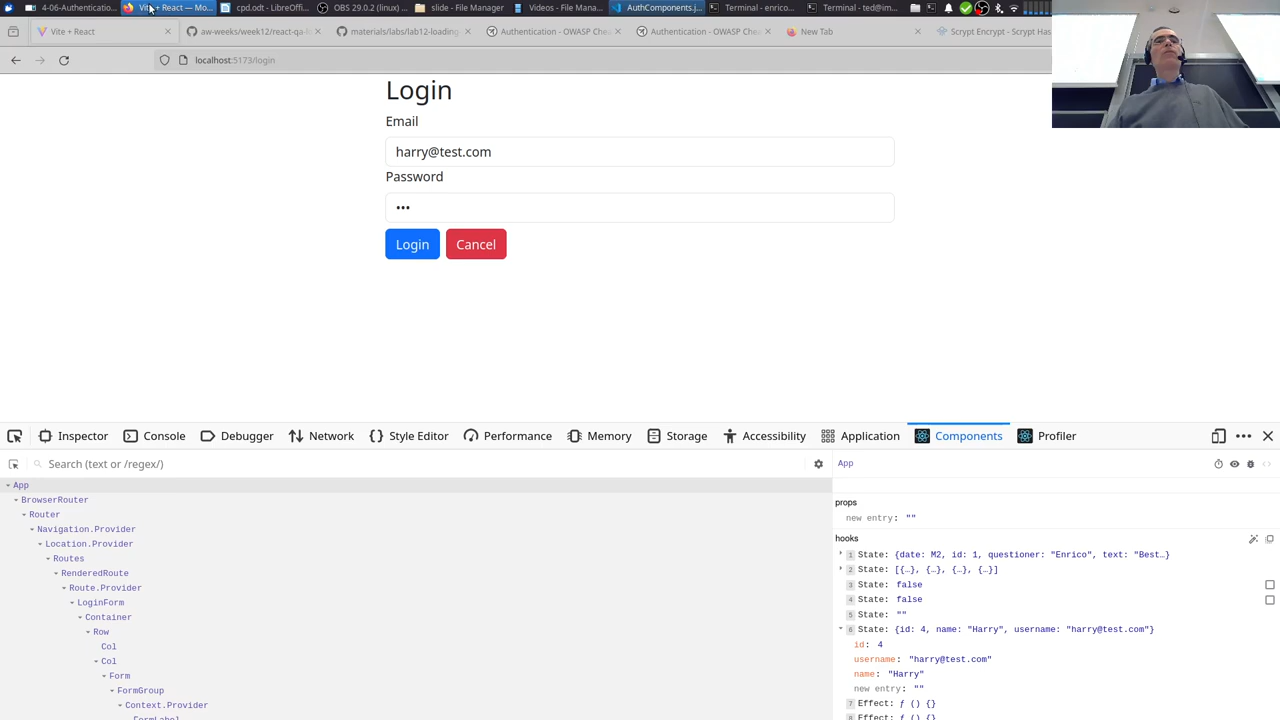 4-06-Authenticatio...
Vite + React — Mo...
cpd.odt - LibreOffi...
OBS 29.0.2 (linux) ...
slide - File Manager
Videos - File Mana...
AuthComponents.j...
Terminal - enrico...
Terminal - ted@im...
Vite + React
aw-weeks/week12/react-qa-
materials/labs/lab12-loading
Authentication - OWASP Chea
Authentication - OWASP Chea
New Tab
Scrypt Encrypt - Scrypt Has
localhost:5173/login
Login
Email
harry@test.com
Password
•••
Login
Cancel
Inspector
Console
Debugger
Network
Style Editor
Performance
Memory
Storage
Accessibility
Application
Components
Profiler
Search (text or /regex/)
App
BrowserRouter
Router
Navigation.Provider
Location.Provider
Routes
RenderedRoute
Route.Provider
LoginForm
Container
Row
Col
Col
Form
FormGroup
Context.Provider
FormLabel
App
props
new entry: ""
hooks
1 State: {date: M2, id: 1, questioner: "Enrico", text: "Best…}
2 State: [{…}, {…}, {…}, {…}]
3 State: false
4 State: false
5 State: ""
6 State: {id: 4, name: "Harry", username: "harry@test.com"}
id: 4
username: "harry@test.com"
name: "Harry"
new entry: ""
7 Effect: ƒ () {}
8 Effect: ƒ () {}